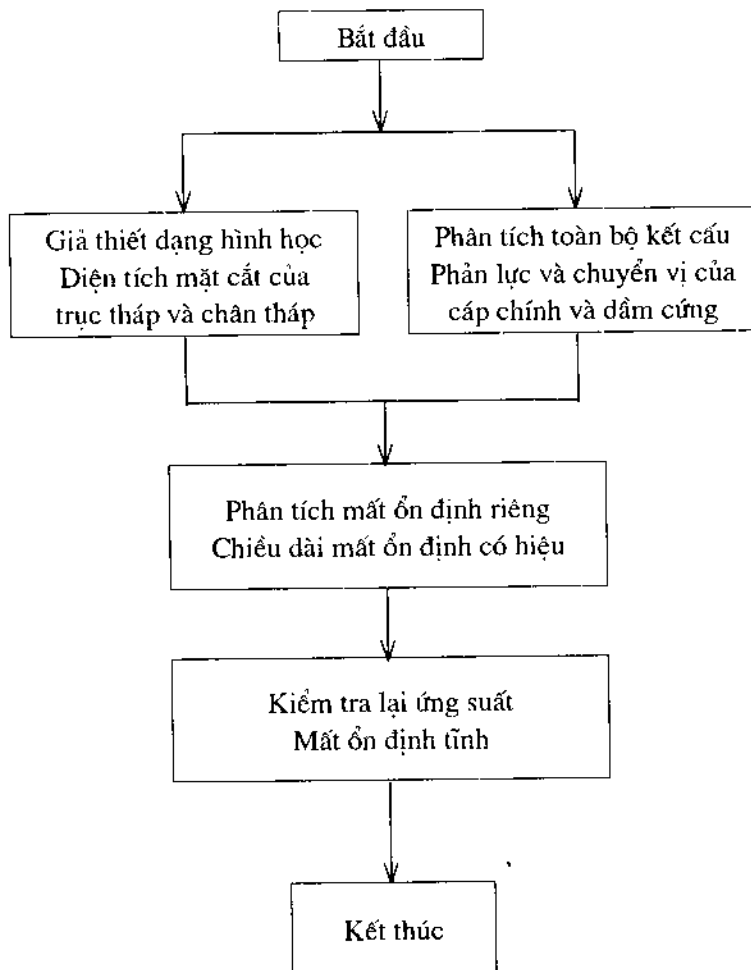 Bắt đầu
Giả thiết dạng hình học
Diện tích mặt cắt của
trục tháp và chân tháp
Phân tích toàn bộ kết cấu
Phản lực và chuyển vị của
cáp chính và dầm cứng
Phân tích mất ổn định riêng
Chiều dài mất ổn định có hiệu
Kiểm tra lại ứng suất
Mất ổn định tĩnh
Kết thúc